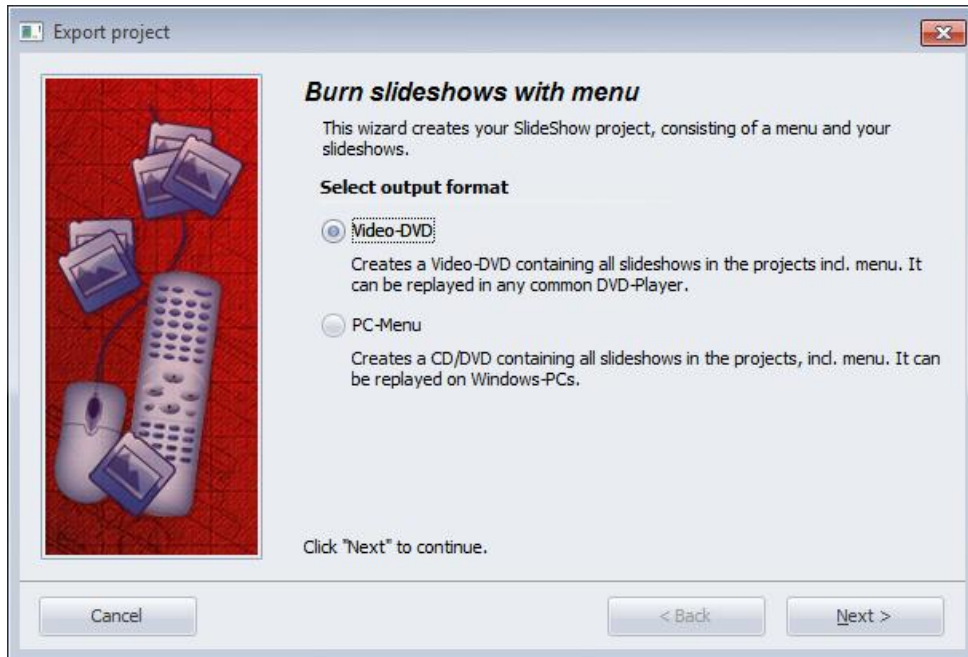 Export project
Burn slideshows with menu
This wizard creates your SlideShow project, consisting of a menu and your
slideshows.
Select output format
Video-DVD
Creates a Video-DVD containing all slideshows in the projects incl. menu. It
can be replayed in any common DVD-Player.
PC-Menu
Creates a CD/DVD containing all slideshows in the projects, incl. menu. It can
be replayed on Windows-PCs.
Click "Next" to continue.
Cancel
< Back
Next >